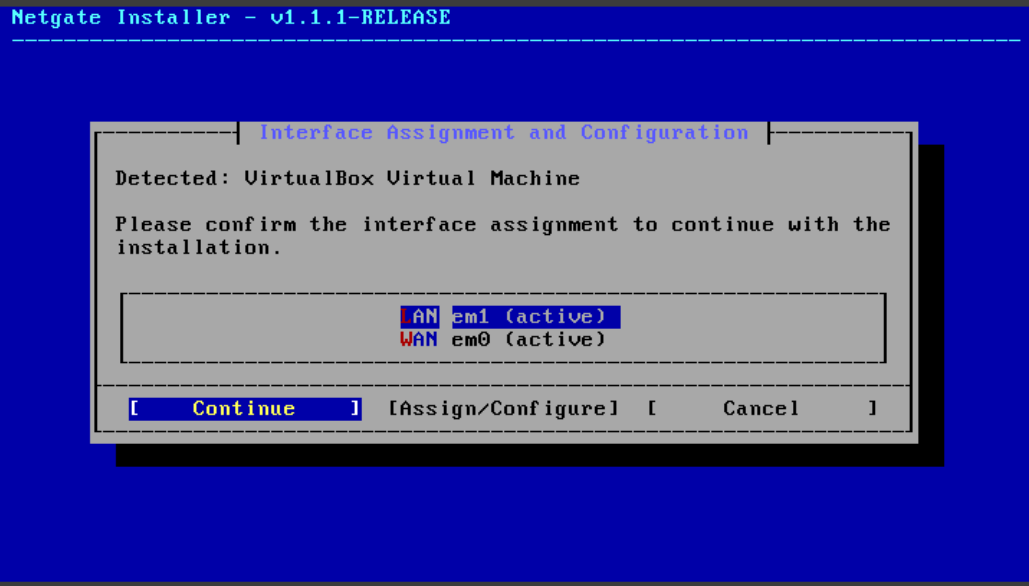 Netgate Installer - v1.1.1-RELEASE
Interface Assignment and Configuration
Detected: VirtualBox Virtual Machine
Please confirm the interface assignment to continue with the
installation.
LAN em1 (active)
WAN em0 (active)
[ Continue ] [Assign/Configure] [ Cancel ]